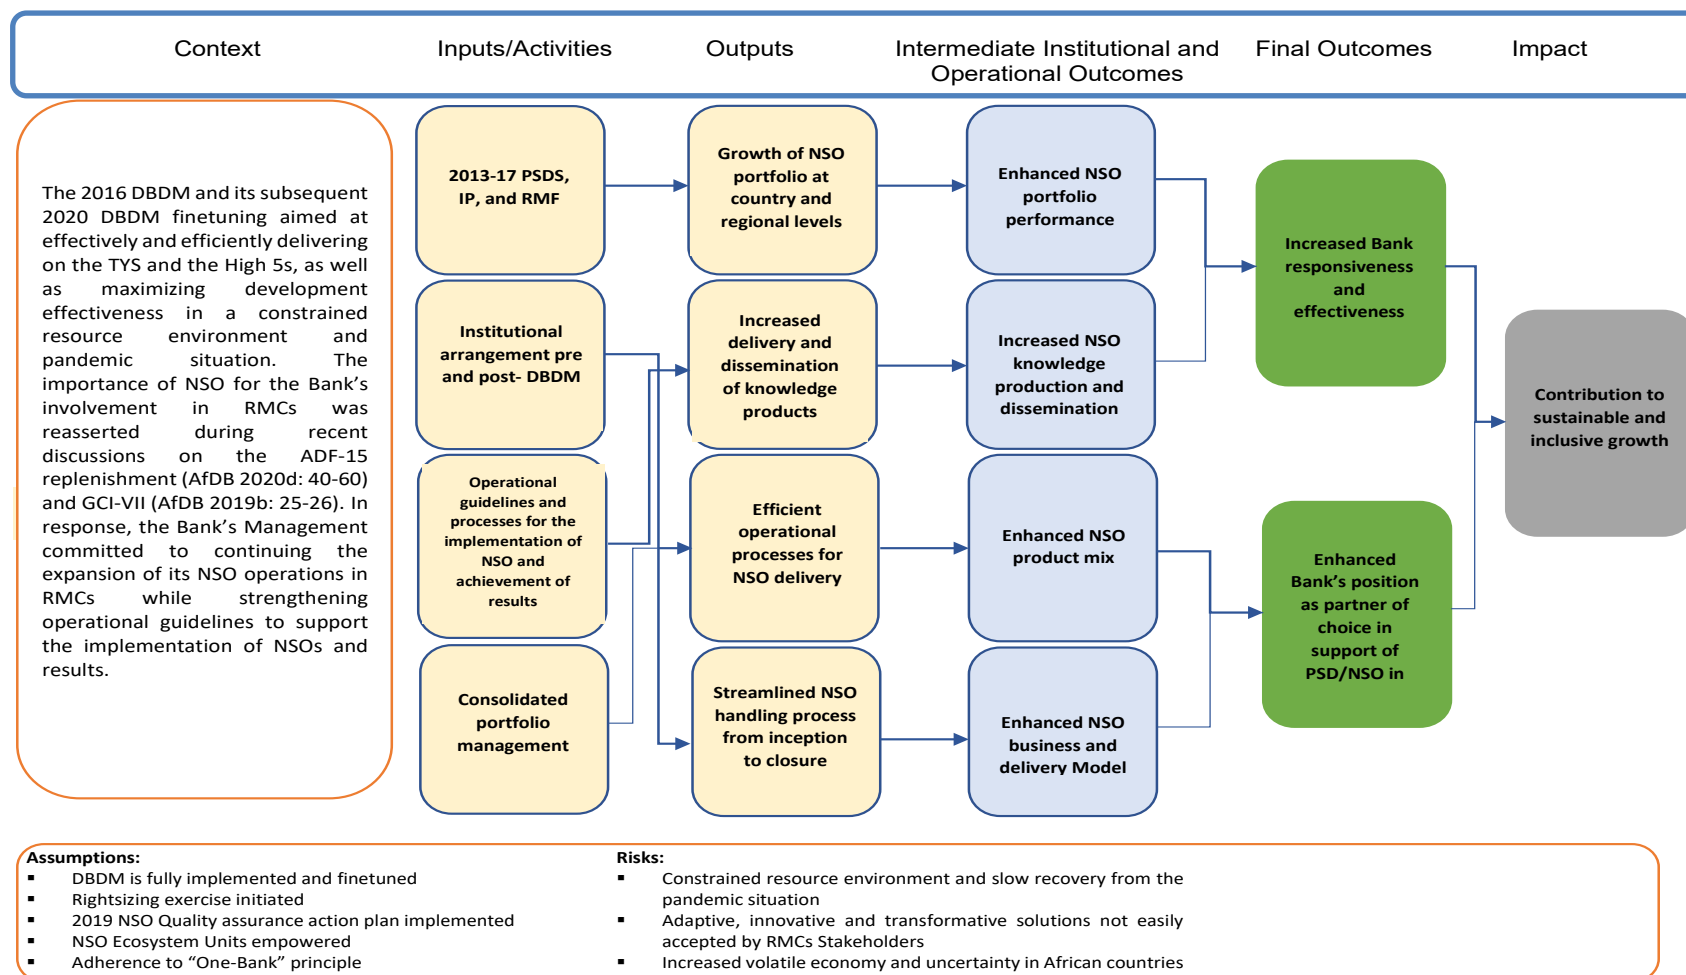 Context
Inputs/Activities
Outputs
Intermediate Institutional and
Operational Outcomes
Final Outcomes
Impact
The 2016 DBDM and its subsequent
2020 DBDM finetuning aimed at
effectively and efficiently delivering
on the TYS and the High 5s, as well
as maximizing development
effectiveness in a constrained
resource environment and
pandemic situation. The
importance of NSO for the Bank’s
involvement in RMCs was
reasserted during recent
discussions on the ADF-15
replenishment (AfDB 2020d: 40-60)
and GCI-VII (AfDB 2019b: 25-26). In
response, the Bank’s Management
committed to continuing the
expansion of its NSO operations in
RMCs while strengthening
operational guidelines to support
the implementation of NSOs and
results.
2013-17 PSDS,
IP, and RMF
Institutional
arrangement pre
and post- DBDM
Operational
guidelines and
processes for the
implementation of
NSO and
achievement of
results
Consolidated
portfolio
management
Growth of NSO
portfolio at
country and
regional levels
Increased
delivery and
dissemination
of knowledge
products
Efficient
operational
processes for
NSO delivery
Streamlined NSO
handling process
from inception
to closure
Enhanced NSO
portfolio
performance
Increased NSO
knowledge
production and
dissemination
Enhanced NSO
product mix
Enhanced NSO
business and
delivery Model
Increased Bank
responsiveness
and
effectiveness
Enhanced
Bank’s position
as partner of
choice in
support of
PSD/NSO in
Contribution to
sustainable and
inclusive growth
Assumptions:
▪ DBDM is fully implemented and finetuned
▪ Rightsizing exercise initiated
▪ 2019 NSO Quality assurance action plan implemented
▪ NSO Ecosystem Units empowered
▪ Adherence to “One-Bank” principle
Risks:
▪ Constrained resource environment and slow recovery from the
pandemic situation
▪ Adaptive, innovative and transformative solutions not easily
accepted by RMCs Stakeholders
▪ Increased volatile economy and uncertainty in African countries